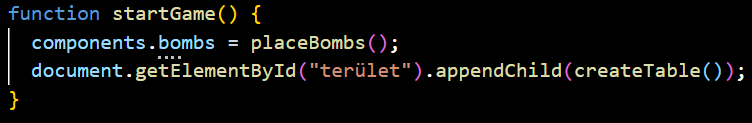 function startGame() {
  components.bombs = placeBombs();
  document.getElementById("terület").appendChild(createTable());
}